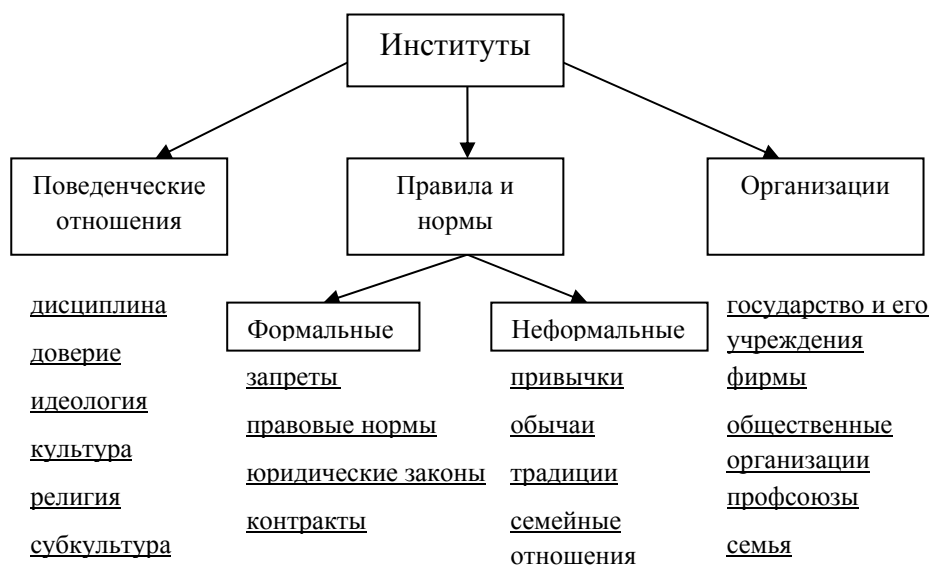 Институты
Поведенческие
отношения
Правила и
нормы
Организации
дисциплина
доверие
идеология
культура
религия
субкультура
Формальные
запреты
правовые нормы
юридические законы
контракты
Неформальные
привычки
обычаи
традиции
семейные
отношения
государство и его
учреждения
фирмы
общественные
организации
профсоюзы
семья